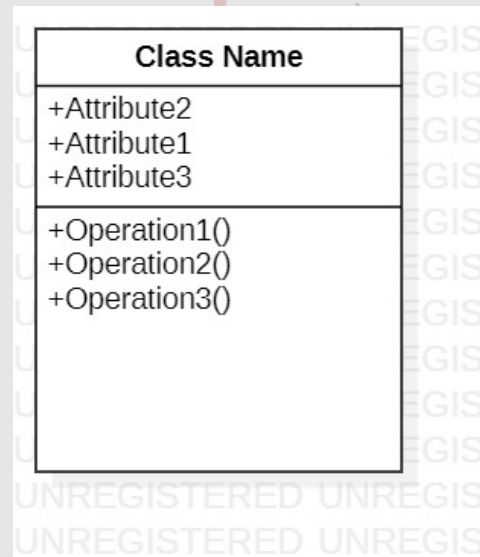 Class Name
+Attribute2
+Attribute1
+Attribute3
+Operation1()
+Operation2()
+Operation3()
UNREGISTERED UNREGIS
UNREGISTERED UNREGIS